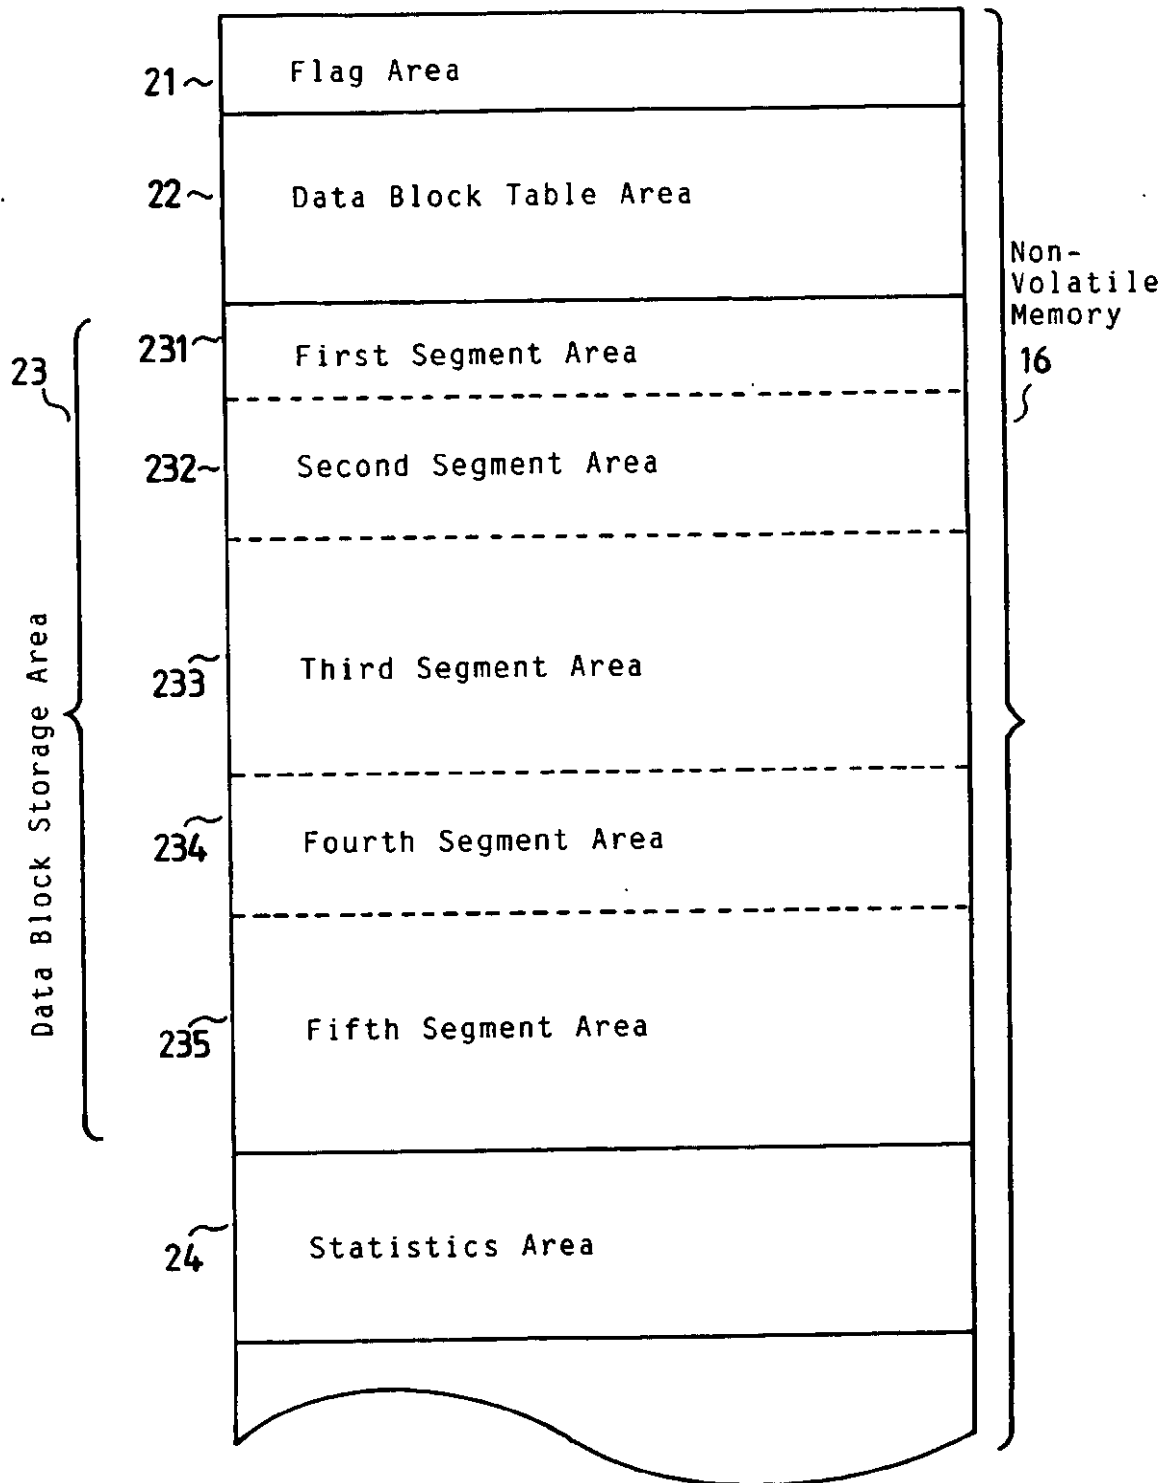 21
Flag Area
22
Data Block Table Area
Non-
Volatile
Memory
16
23
Data Block Storage Area
231
First Segment Area
232
Second Segment Area
233
Third Segment Area
234
Fourth Segment Area
235
Fifth Segment Area
24
Statistics Area